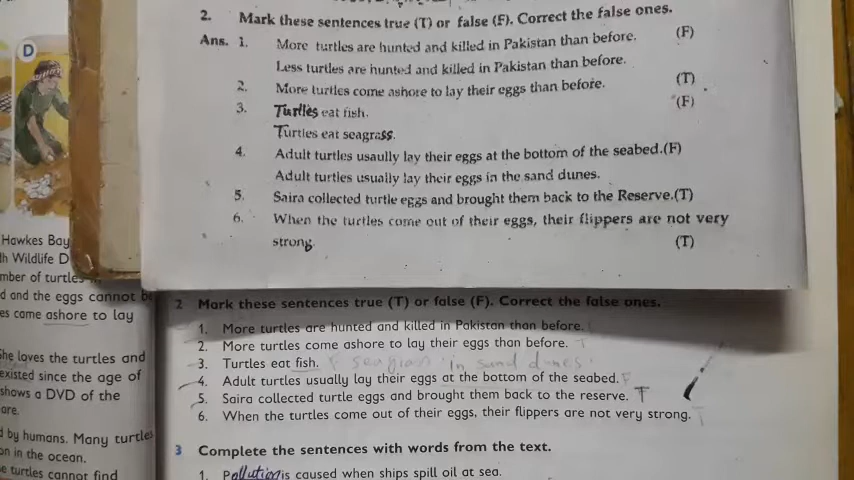 2. Mark these sentences true (T) or false (F). Correct the false ones.
Ans. 1. More turtles are hunted and killed in Pakistan than before. (F)
Less turtles are hunted and killed in Pakistan than before.
2. More turtles come ashore to lay their eggs than before. (T)
3. Turtles eat fish. (F)
Turtles eat seagrass.
4. Adult turtles usaully lay their eggs at the bottom of the seabed.(F)
Adult turtles usually lay their eggs in the sand dunes.
5. Saira collected turtle eggs and brought them back to the Reserve.(T)
6. When the turtles come out of their eggs, their flippers are not very
strong. (T)
D
Hawkes Bay
th Wildlife D
mber of turtles
d and the eggs cannot b
es came ashore to lay
She loves the turtles and
existed since the age of
shows a DVD of the
are.
d by humans. Many turtles
on in the ocean.
e turtles cannot find
2 Mark these sentences true (T) or false (F). Correct the false ones.
1. More turtles are hunted and killed in Pakistan than before.
2. More turtles come ashore to lay their eggs than before. T
3. Turtles eat fish. F seagrass in sand dunes.
4. Adult turtles usually lay their eggs at the bottom of the seabed. F
5. Saira collected turtle eggs and brought them back to the reserve. T
6. When the turtles come out of their eggs, their flippers are not very strong. T
3 Complete the sentences with words from the text.
1. Pollution is caused when ships spill oil at sea.